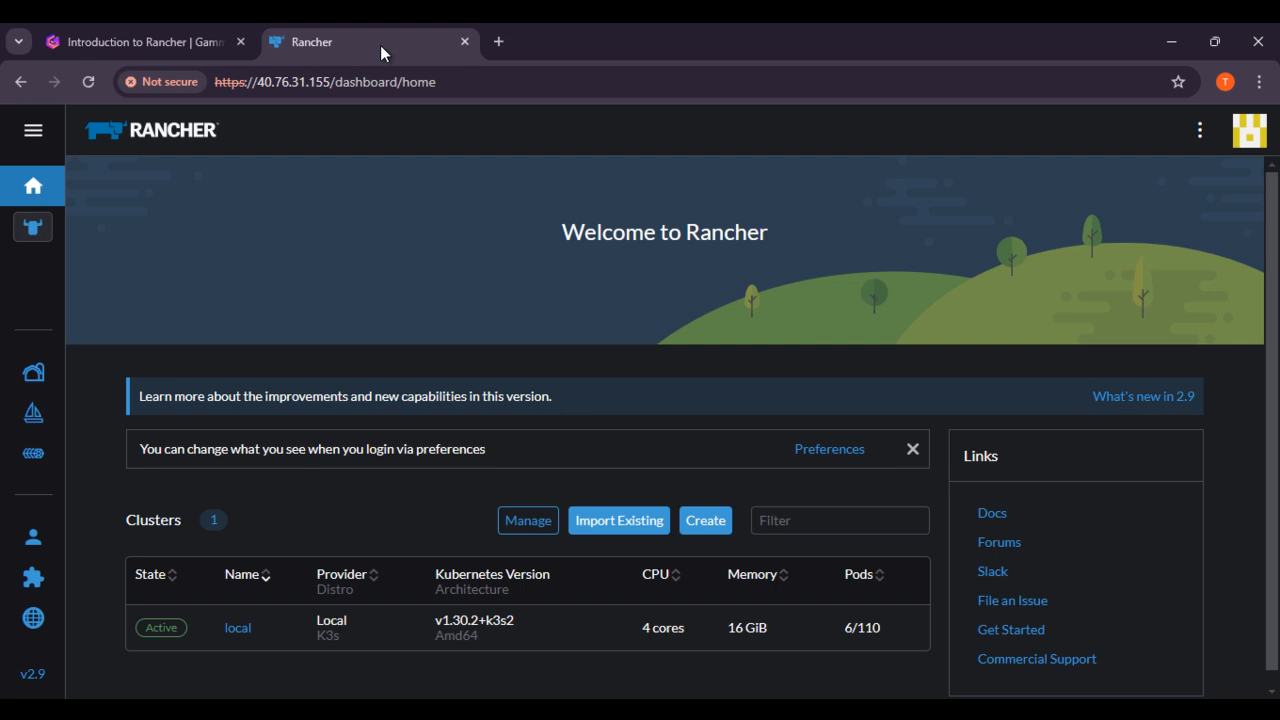 Introduction to Rancher | Gam
Rancher
Not secure https://40.76.31.155/dashboard/home
T
RANCHER
Welcome to Rancher
Learn more about the improvements and new capabilities in this version.
What's new in 2.9
You can change what you see when you login via preferences
Preferences
Links
Docs
Forums
Slack
File an Issue
Get Started
Commercial Support
Clusters 1
Manage Import Existing Create Filter
State Name Provider Kubernetes Version CPU Memory Pods
Distro Architecture
Active local Local v1.30.2+k3s2 4 cores 16 GiB 6/110
K3s Amd64
v2.9